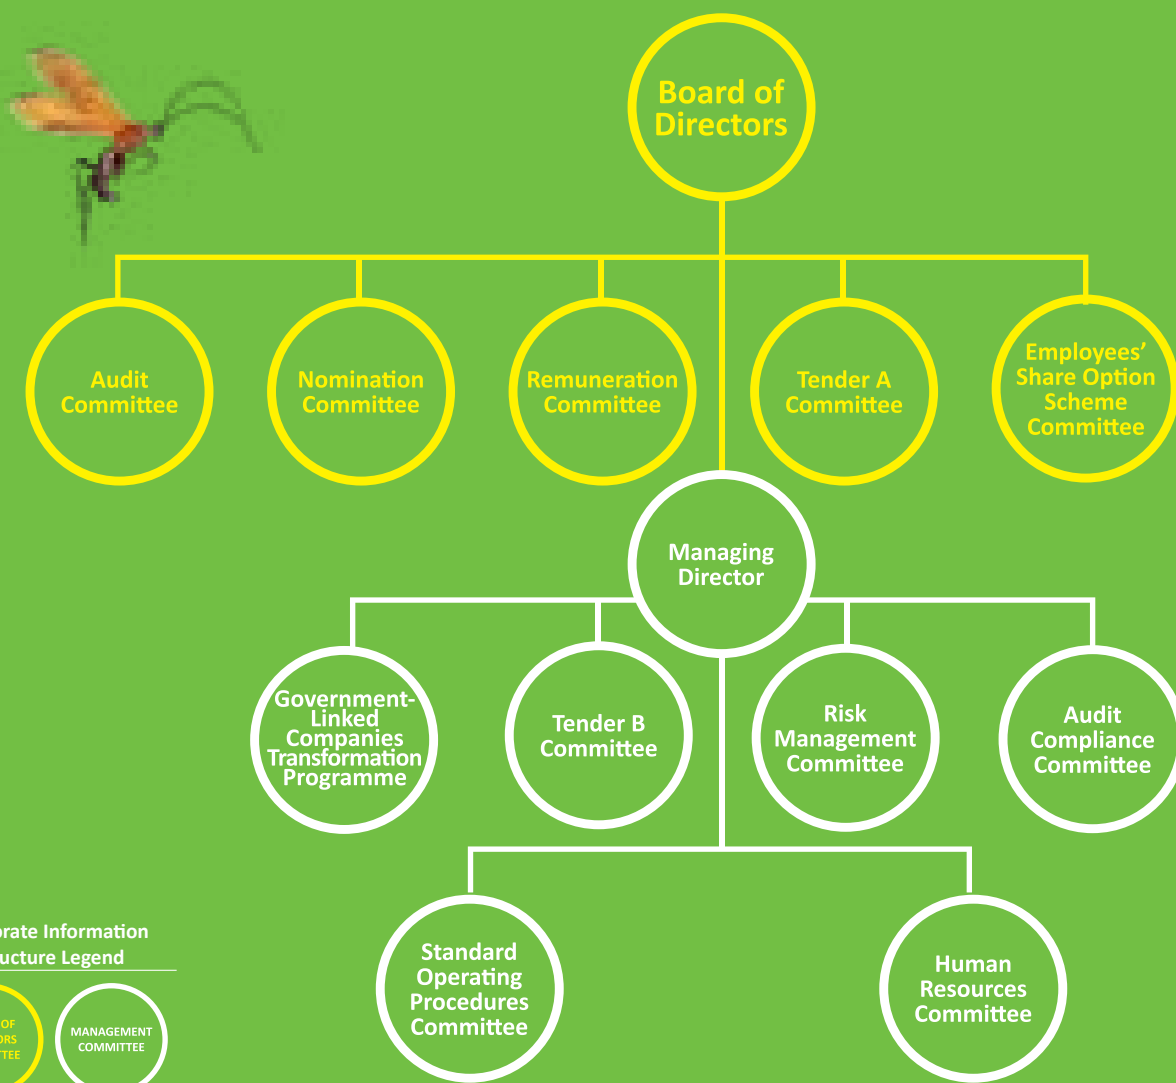 Board of
Directors
Audit
Committee
Nomination
Committee
Remuneration
Committee
Tender A
Committee
Employees’
Share Option
Scheme
Committee
Managing
Director
Government-
Linked
Companies
Transformation
Programme
Tender B
Committee
Risk
Management
Committee
Audit
Compliance
Committee
Standard
Operating
Procedures
Committee
Human
Resources
Committee
Information
Legend
OF
MANAGEMENT
COMMITTEE